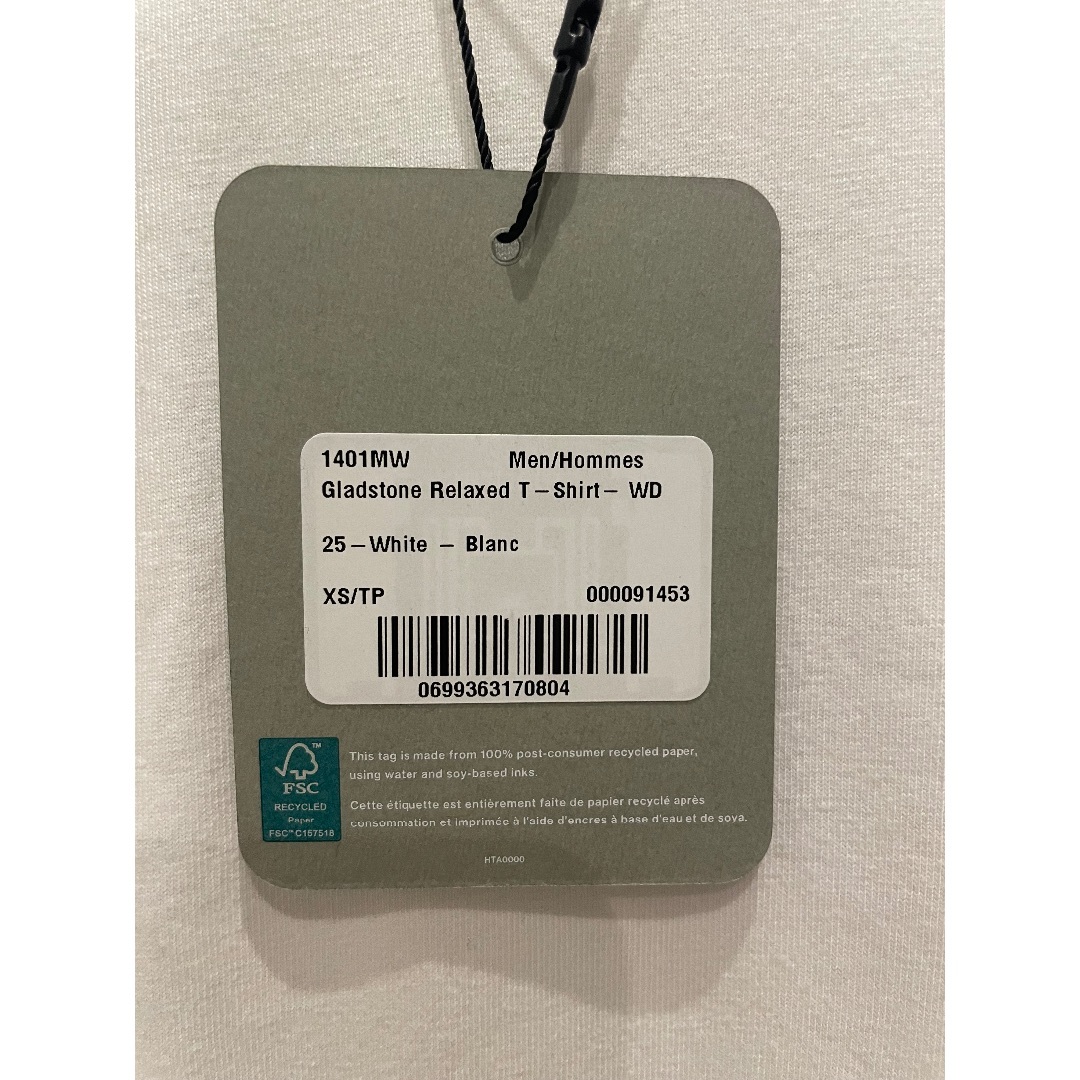 1401MW Men/Hommes
Gladstone Relaxed T-Shirt- WD
25-White - Blanc
XS/TP 000091453
0699363170804
TM
FSC
RECYCLED
Paper
FSC™ C157518
This tag is made from 100% post-consumer recycled paper,
using water and soy-based inks.
Cette étiquette est entièrement faite de papier recyclé après
consommation et imprimée à l'aide d'encres à base d'eau et de soya.
HTA0000